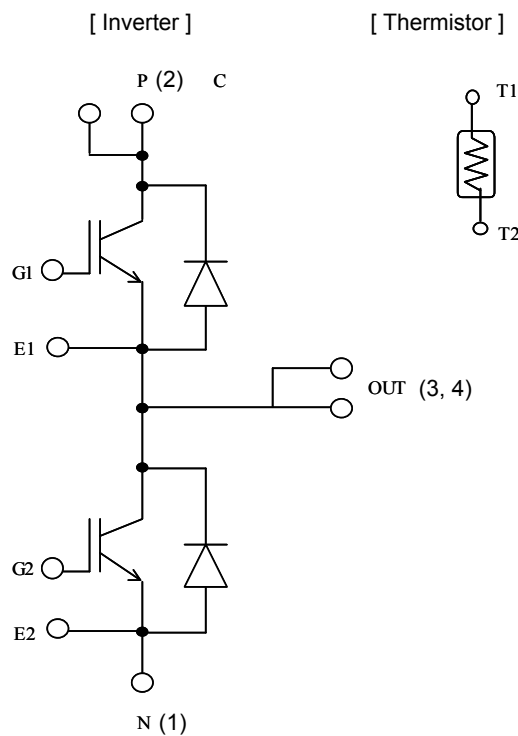 [ Inverter ]
[ Thermistor ]
P (2) C
T1
T2
G1
E1
OUT (3, 4)
G2
E2
N (1)